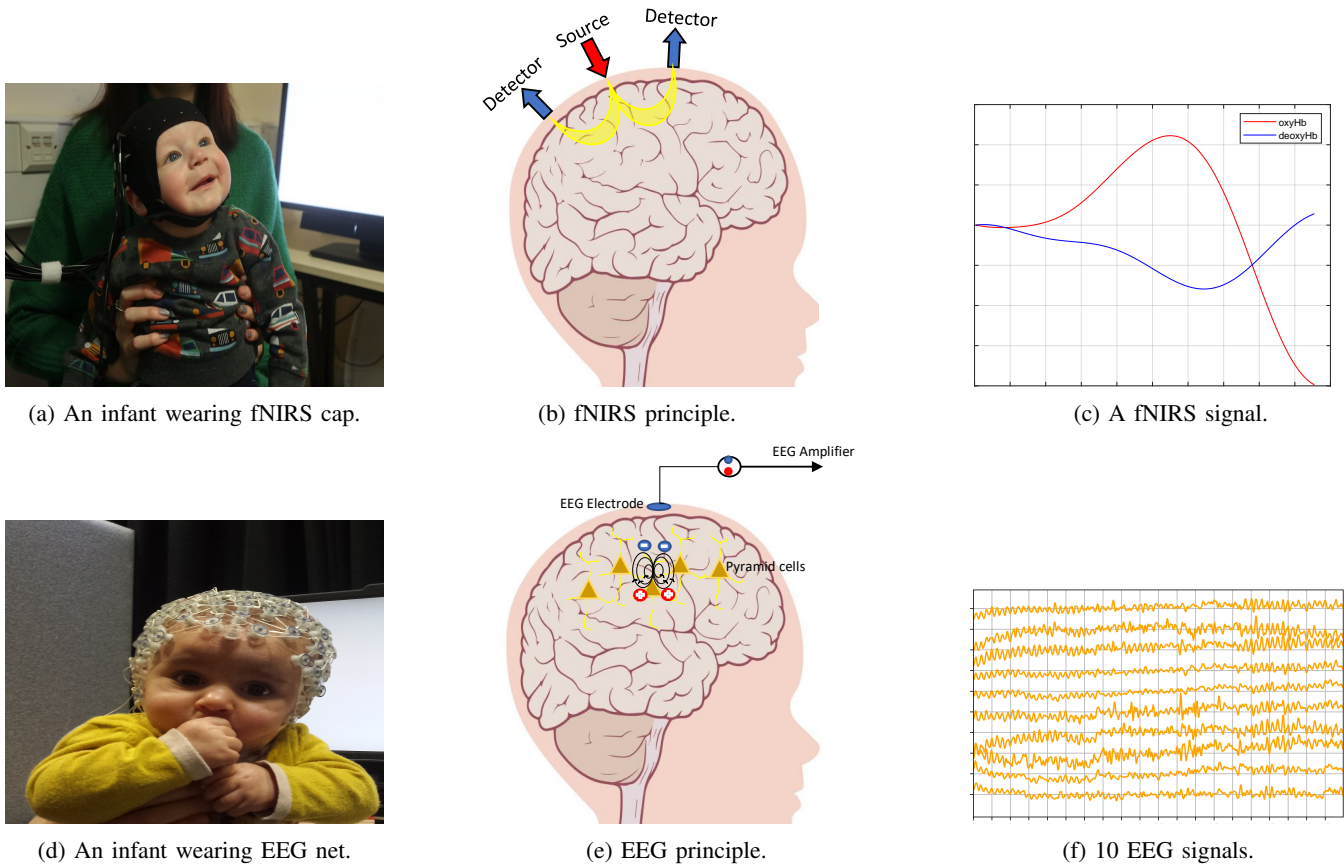 Detector
Source
Detector
oxyHb
deoxyHb
(a) An infant wearing fNIRS cap.
(b) fNIRS principle.
(c) A fNIRS signal.
EEG Amplifier
EEG Electrode
Pyramid cells
(d) An infant wearing EEG net.
(e) EEG principle.
(f) 10 EEG signals.